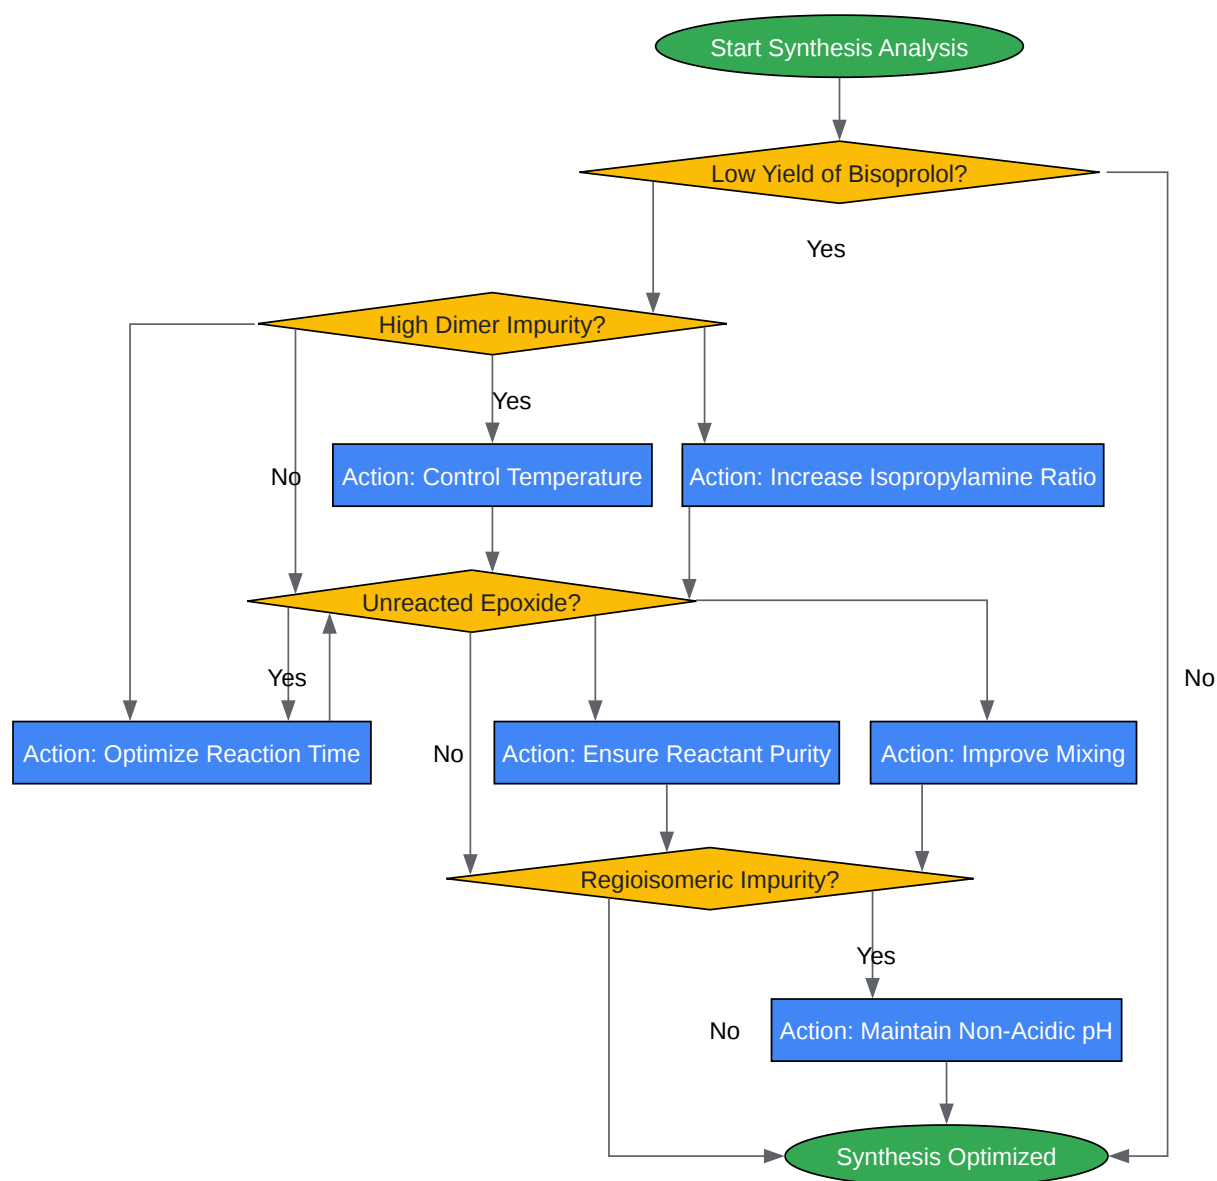 Start Synthesis Analysis
Low Yield of Bisoprolol?
Yes
High Dimer Impurity?
Yes
No
Action: Control Temperature
Action: Increase Isopropylamine Ratio
Unreacted Epoxide?
Yes
No
Action: Optimize Reaction Time
No
Action: Ensure Reactant Purity
Action: Improve Mixing
Regioisomeric Impurity?
Yes
No
Action: Maintain Non-Acidic pH
Synthesis Optimized